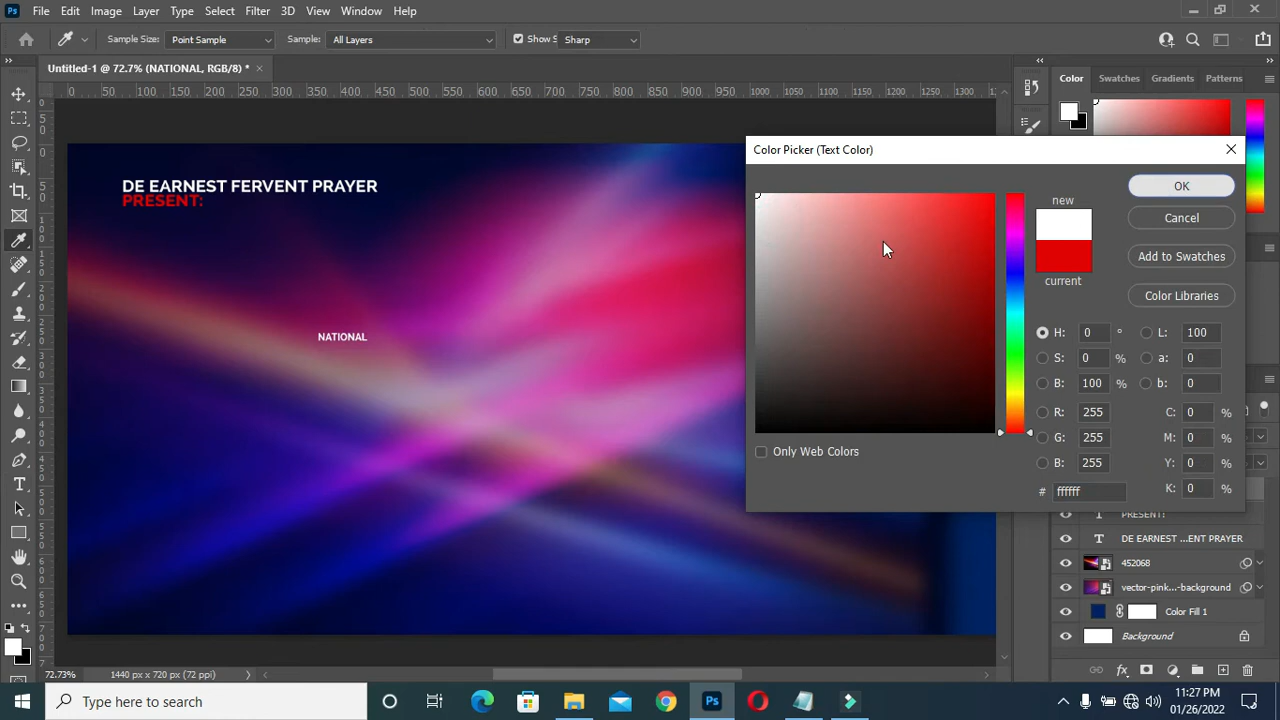 Ps File Edit Image Layer Type Select Filter 3D View Window Help
Sample Size: Point Sample Sample: All Layers Show S Sharp
Untitled-1 @ 72.7% (NATIONAL, RGB/8) *
Color Swatches Gradients Patterns
0 50 100 150 200 250 300 350 400 450 500 550 600 650 700 750 800 850 900 950 1000 1050 1100 1150 1200 1250 1300
Color Picker (Text Color)
DE EARNEST FERVENT PRAYER
PRESENT:
NATIONAL
new
current
OK
Cancel
Add to Swatches
Color Libraries
H: 0 ° L: 100
S: 0 % a: 0
B: 100 % b: 0
R: 255 C: 0 %
G: 255 M: 0 %
B: 255 Y: 0 %
# ffffff K: 0 %
Only Web Colors
PRESENT:
T DE EARNEST ...ENT PRAYER
452068
vector-pink...-background
Color Fill 1
Background
72.73% 1440 px x 720 px (72 ppi)
Type here to search
Ps
11:27 PM
01/26/2022